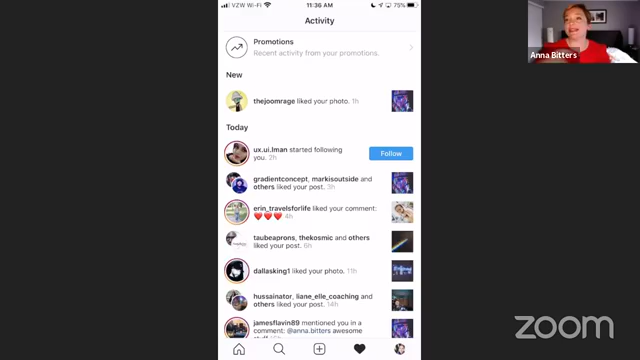 VZW Wi-Fi
11:36 AM
75%
Activity
Promotions
Recent activity from your promotions.
New
thejoomrage liked your photo. 1h
Today
ux.ui.lman started following
you. 2h
Follow
gradientconcept, markisoutside and
others liked your post. 3h
erin_travelsforlife liked your comment:
❤️❤️❤️ 4h
taubeaprons, thekosmic and others
liked your post. 6h
dallasking1 liked your photo. 11h
hussainator, liane_elle_coaching and
others liked your post. 14h
jamesflavin89 mentioned you in a
comment: @anna.bitters awesome
Anna Bitters
zoom